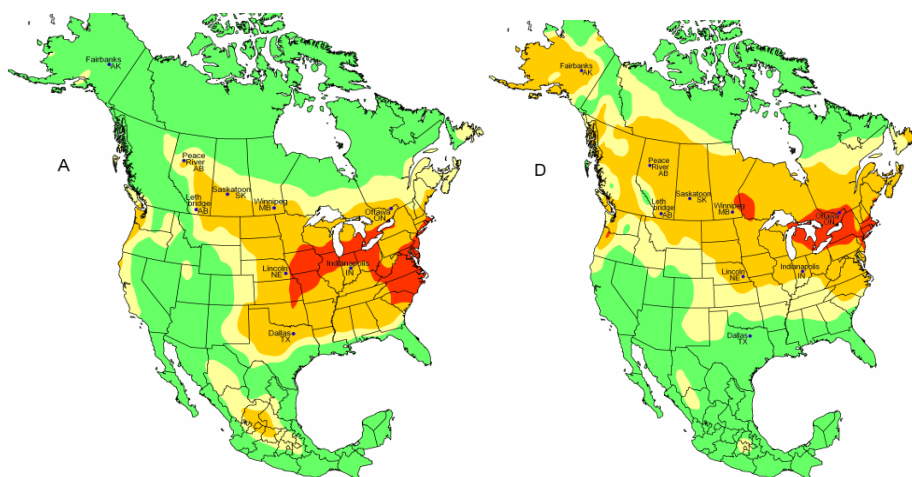 Fairbanks
AK
A
Peace
River
AB
Leth
bridge
AB
Saskatoon
SK
Winnipeg
MB
Ottawa
ON
Lincoln
NE
Indianapolis
IN
Dallas
TX
Fairbanks
AK
D
Peace
River
AB
Leth
bridge
AB
Saskatoon
SK
Winnipeg
MB
Ottawa
ON
Lincoln
NE
Indianapolis
IN
Dallas
TX